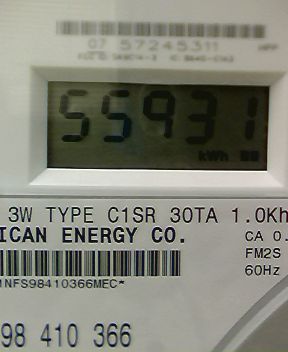 07 57245311
55931
kWh
3W TYPE C1SR 30TA 1.0Kh
ICAN ENERGY CO.
CA 0.
FM2S
60Hz
1NFS98410366MEC*
98 410 366